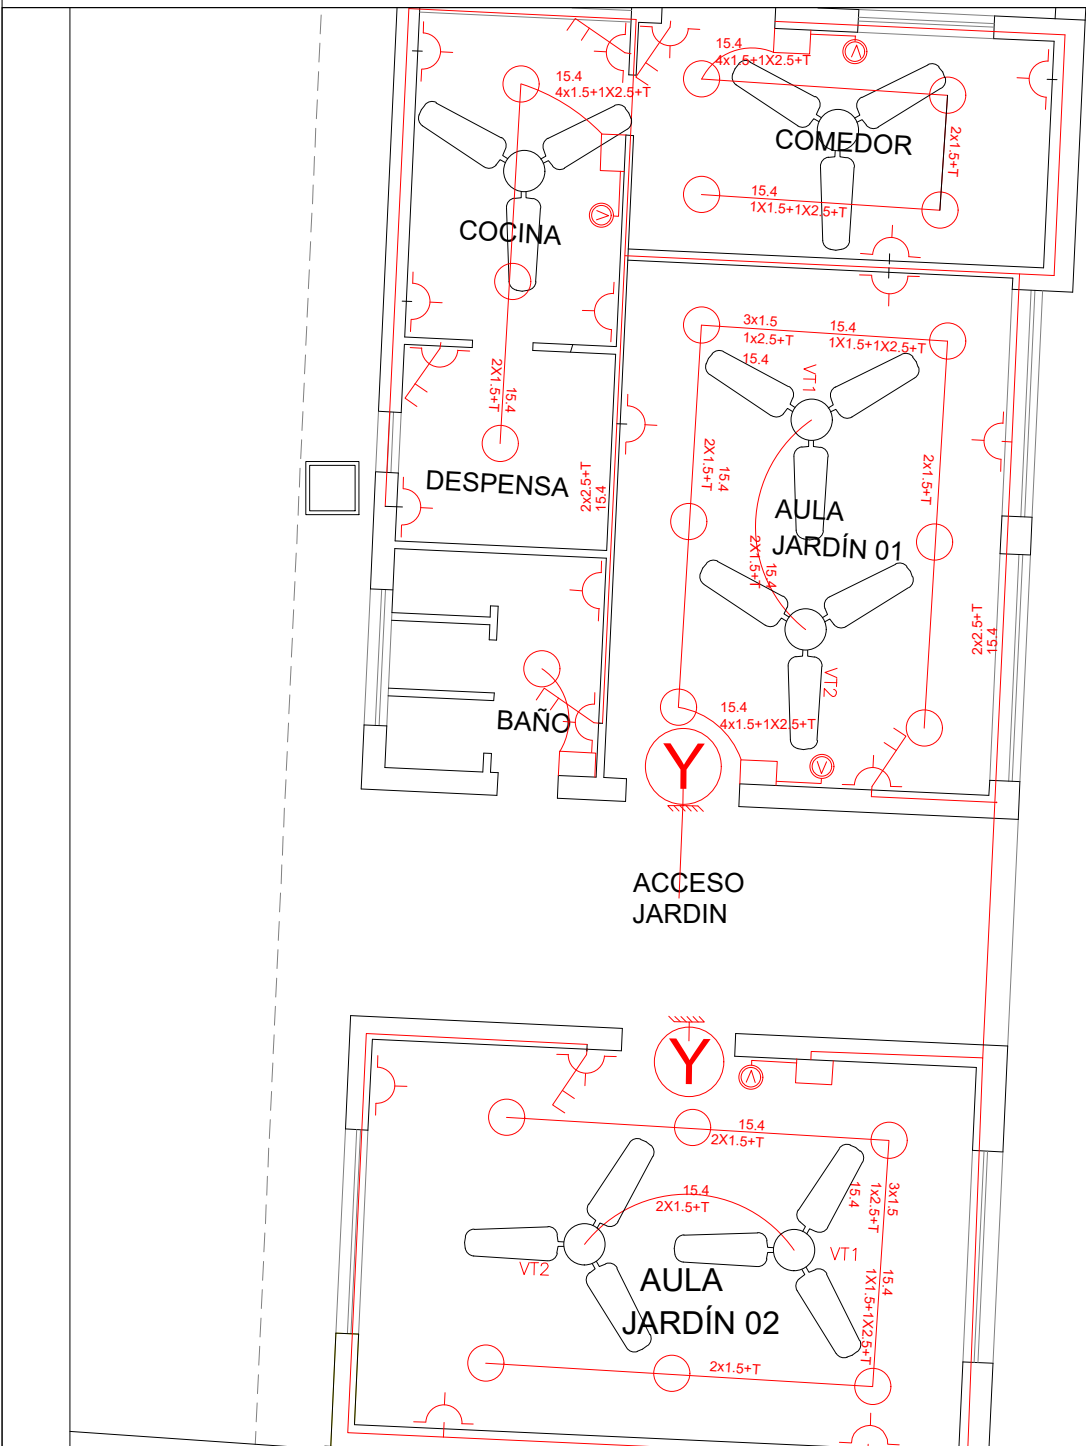 15.4
4x1.5+1X2.5+T
15.4
4x1.5+1X2.5+T
V
V
COMEDOR
2x1.5+T
15.4
1X1.5+1X2.5+T
COCINA
3x1.5
1x2.5+T
15.4
15.4
1X1.5+1X2.5+T
VT1
15.4
2X1.5+T
15.4
2X1.5+T
2x1.5+T
DESPENSA
2x2.5+T
15.4
AULA
JARDÍN 01
15.4
2X1.5+T
2x2.5+T
15.4
VT2
BAÑO
15.4
4x1.5+1X2.5+T
Y
V
ACCESO
JARDIN
Y
V
15.4
2X1.5+T
3x1.5
1x2.5+T
15.4
15.4
2X1.5+T
VT1
VT2
AULA
JARDÍN 02
15.4
1X1.5+1X2.5+T
2x1.5+T